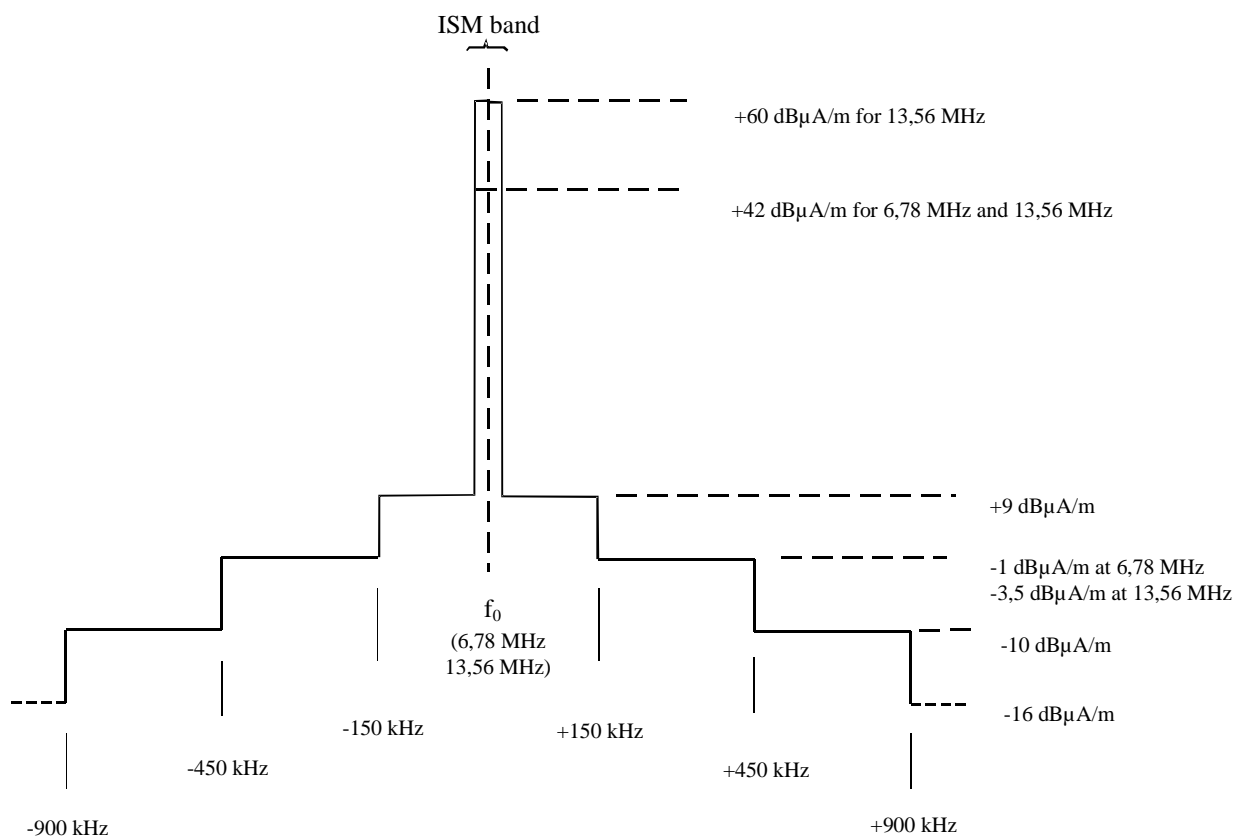 ISM band
+60 dBµA/m for 13,56 MHz
+42 dBµA/m for 6,78 MHz and 13,56 MHz
+9 dBµA/m
-1 dBµA/m at 6,78 MHz
-3,5 dBµA/m at 13,56 MHz
f0
(6,78 MHz
13,56 MHz)
-10 dBµA/m
-16 dBµA/m
-150 kHz
+150 kHz
-450 kHz
+450 kHz
-900 kHz
+900 kHz